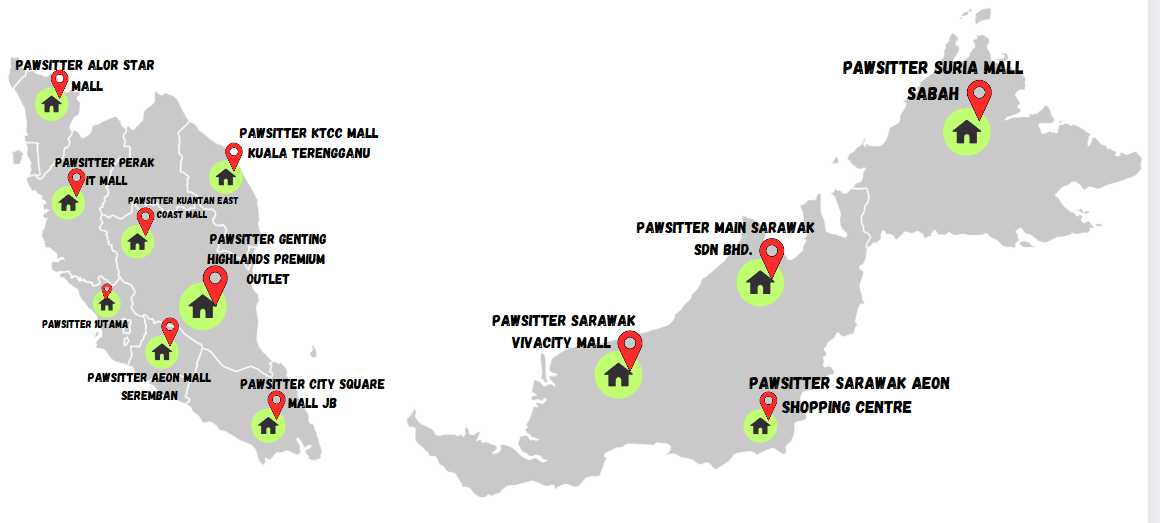 PAWSITTER ALOR STAR
MALL
PAWSITTER KTCC MALL
KUALA TERENGGANU
PAWSITTER PERAK
IT MALL
PAWSITTER KUANTAN EAST
COAST MALL
PAWSITTER GENTING
HIGHLANDS PREMIUM
OUTLET
PAWSITTER 1UTAMA
PAWSITTER AEON MALL
SEREMBAN
PAWSITTER CITY SQUARE
MALL JB
PAWSITTER SURIA MALL
SABAH
PAWSITTER MAIN SARAWAK
SDN BHD.
PAWSITTER SARAWAK
VIVACITY MALL
PAWSITTER SARAWAK AEON
SHOPPING CENTRE